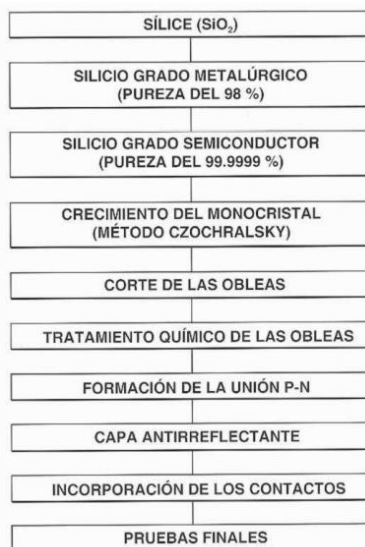 SÍLICE (SiO₂)
SILICIO GRADO METALÚRGICO
(PUREZA DEL 98 %)
SILICIO GRADO SEMICONDUCTOR
(PUREZA DEL 99.9999 %)
CRECIMIENTO DEL MONOCRISTAL
(MÉTODO CZOCHRALSKY)
CORTE DE LAS OBLEAS
TRATAMIENTO QUÍMICO DE LAS OBLEAS
FORMACIÓN DE LA UNIÓN P-N
CAPA ANTIRREFLECTANTE
INCORPORACIÓN DE LOS CONTACTOS
PRUEBAS FINALES